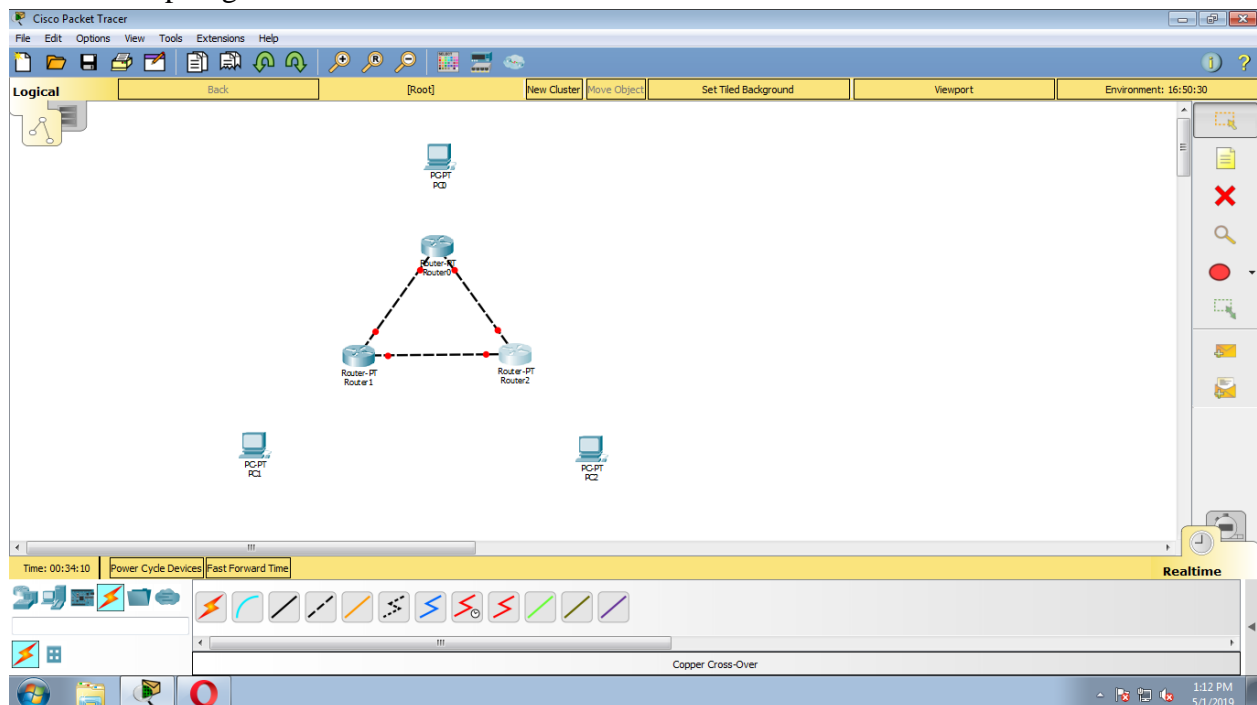 Cisco Packet Tracer
File Edit Options View Tools Extensions Help
Logical Back [Root] New Cluster Move Object Set Tiled Background Viewport Environment: 16:50:30
PC-PT
PC0
Router-PT
Router0
Router-PT
Router1
Router-PT
Router2
PC-PT
PC1
PC-PT
PC2
Time: 00:34:10 Power Cycle Devices Fast Forward Time Realtime
Copper Cross-Over
1:12 PM
5/1/2019